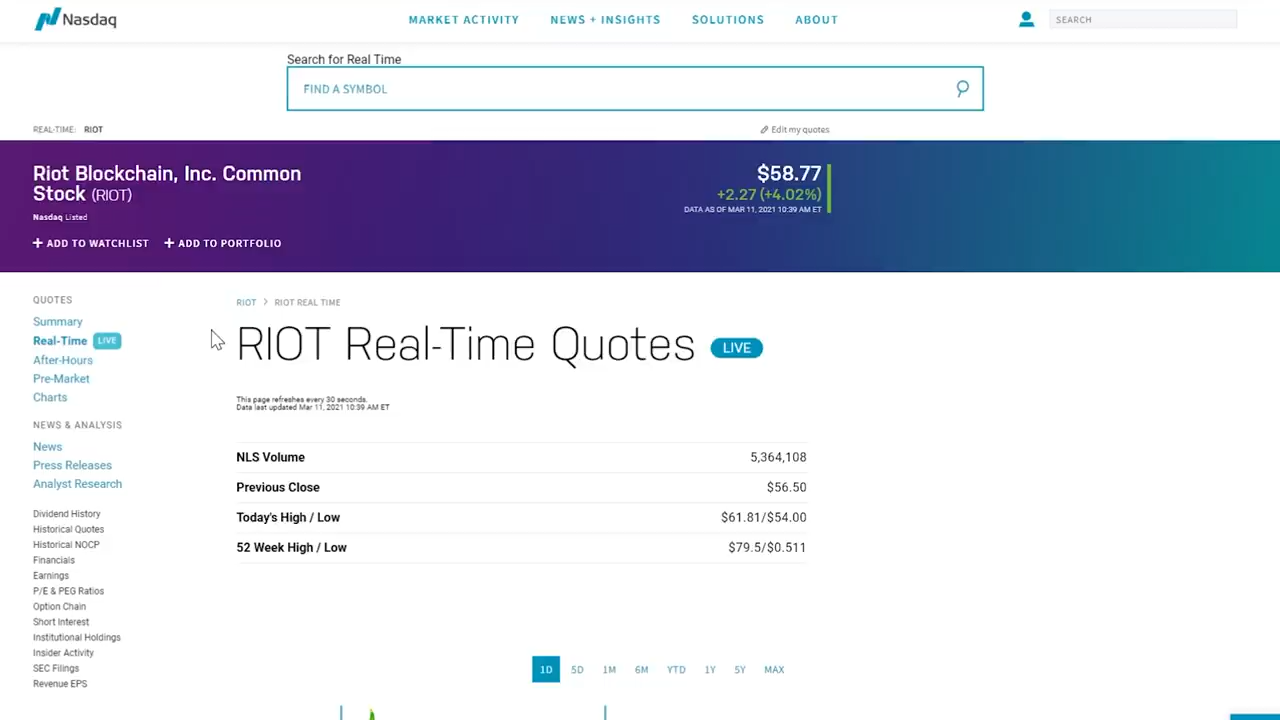 Nasdaq
MARKET ACTIVITY NEWS + INSIGHTS SOLUTIONS ABOUT SEARCH
Search for Real Time
FIND A SYMBOL
REAL-TIME: RIOT Edit my quotes
Riot Blockchain, Inc. Common
Stock (RIOT)
Nasdaq Listed
$58.77
+2.27 (+4.02%)
DATA AS OF MAR 11, 2021 10:39 AM ET
+ ADD TO WATCHLIST + ADD TO PORTFOLIO
QUOTES
Summary
Real-Time LIVE
After-Hours
Pre-Market
Charts
NEWS & ANALYSIS
News
Press Releases
Analyst Research
Dividend History
Historical Quotes
Historical NOCP
Financials
Earnings
P/E & PEG Ratios
Option Chain
Short Interest
Institutional Holdings
Insider Activity
SEC Filings
Revenue EPS
RIOT > RIOT REAL TIME
RIOT Real-Time Quotes LIVE
This page refreshes every 30 seconds.
Data last updated Mar 11, 2021 10:39 AM ET
NLS Volume 5,364,108
Previous Close $56.50
Today's High / Low $61.81/$54.00
52 Week High / Low $79.5/$0.511
1D 5D 1M 6M YTD 1Y 5Y MAX